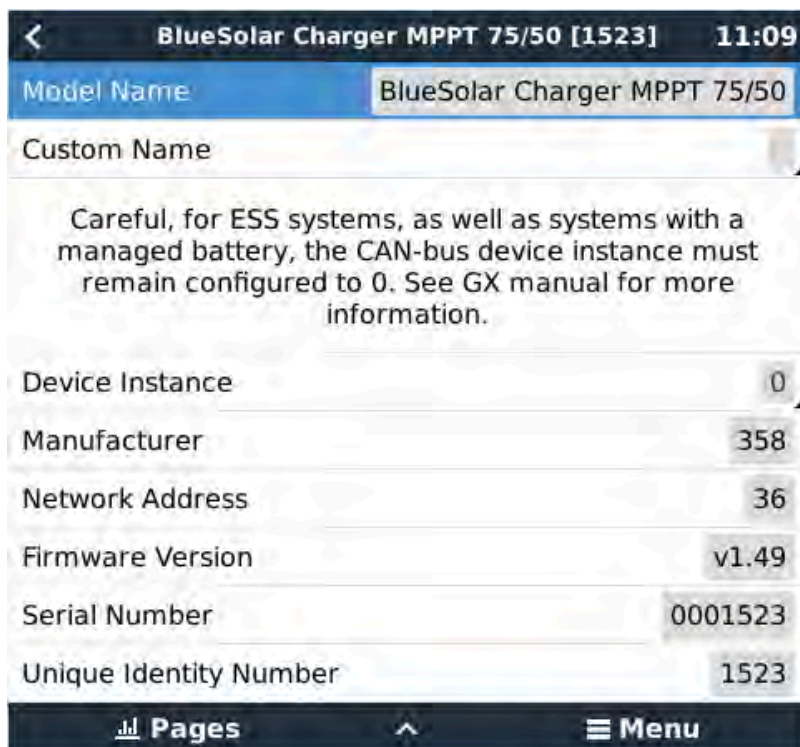 BlueSolar Charger MPPT 75/50 [1523] 11:09
Model Name BlueSolar Charger MPPT 75/50
Custom Name
Careful, for ESS systems, as well as systems with a
managed battery, the CAN-bus device instance must
remain configured to 0. See GX manual for more
information.
Device Instance 0
Manufacturer 358
Network Address 36
Firmware Version v1.49
Serial Number 0001523
Unique Identity Number 1523
Pages Menu